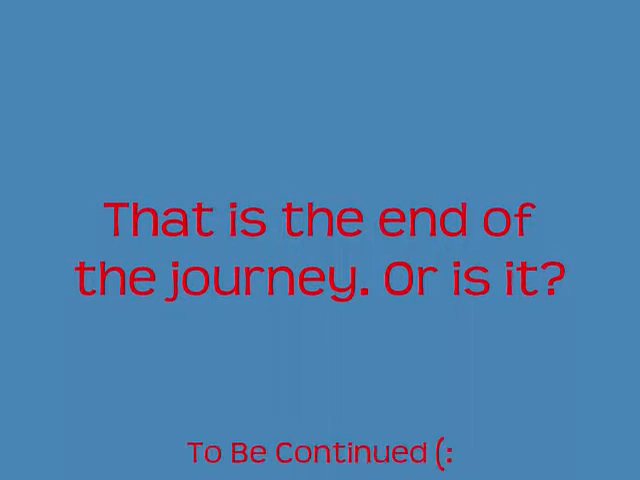 That is the end of
the journey. Or is it?
To Be Continued (: